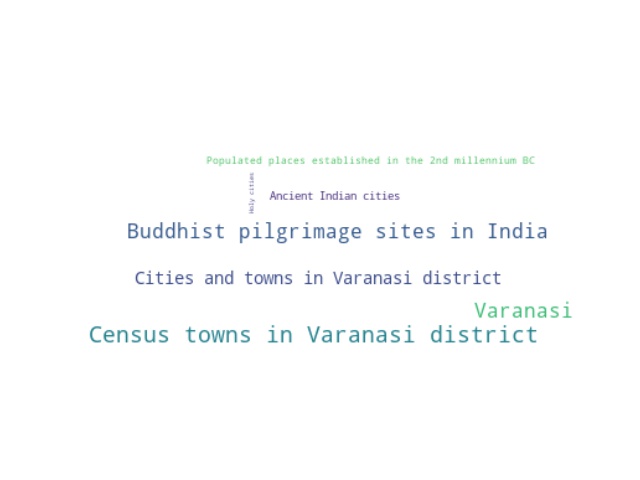 Populated places established in the 2nd millennium BC
Holy cities
Ancient Indian cities
Buddhist pilgrimage sites in India
Cities and towns in Varanasi district
Varanasi
Census towns in Varanasi district